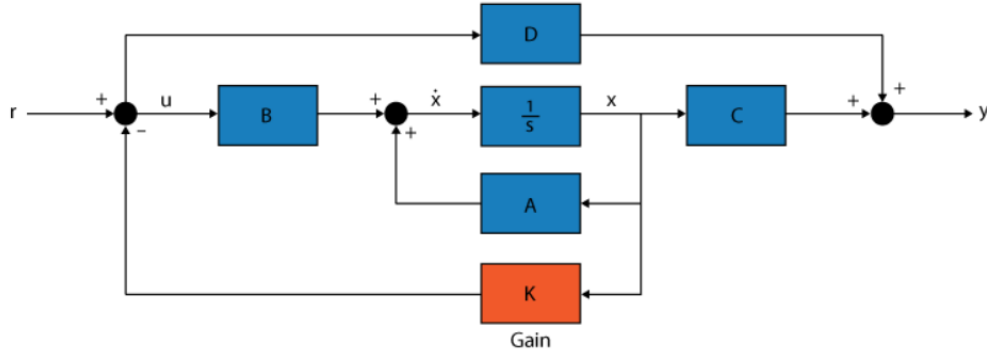 D
r + u B + ẋ 1/s x C + + y
− +
A
K
Gain